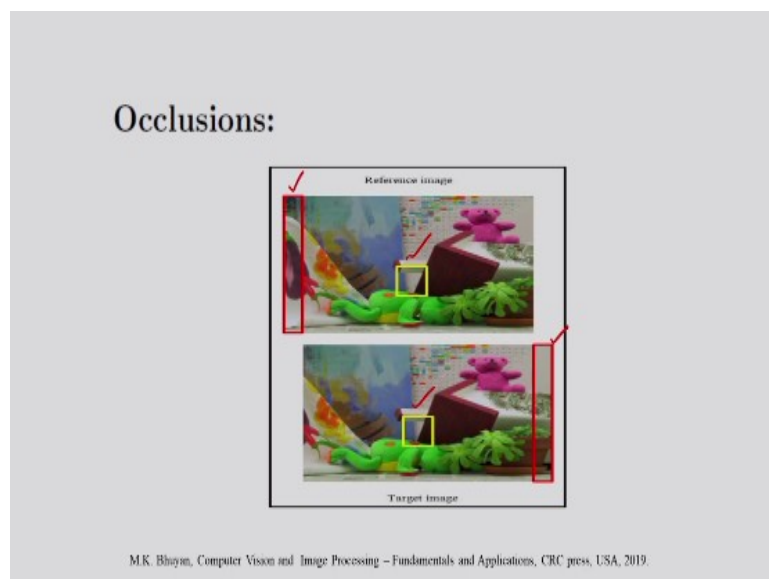 Occlusions:
Reference image
Target image
M.K. Bhuyan, Computer Vision and Image Processing – Fundamentals and Applications, CRC press, USA, 2019.